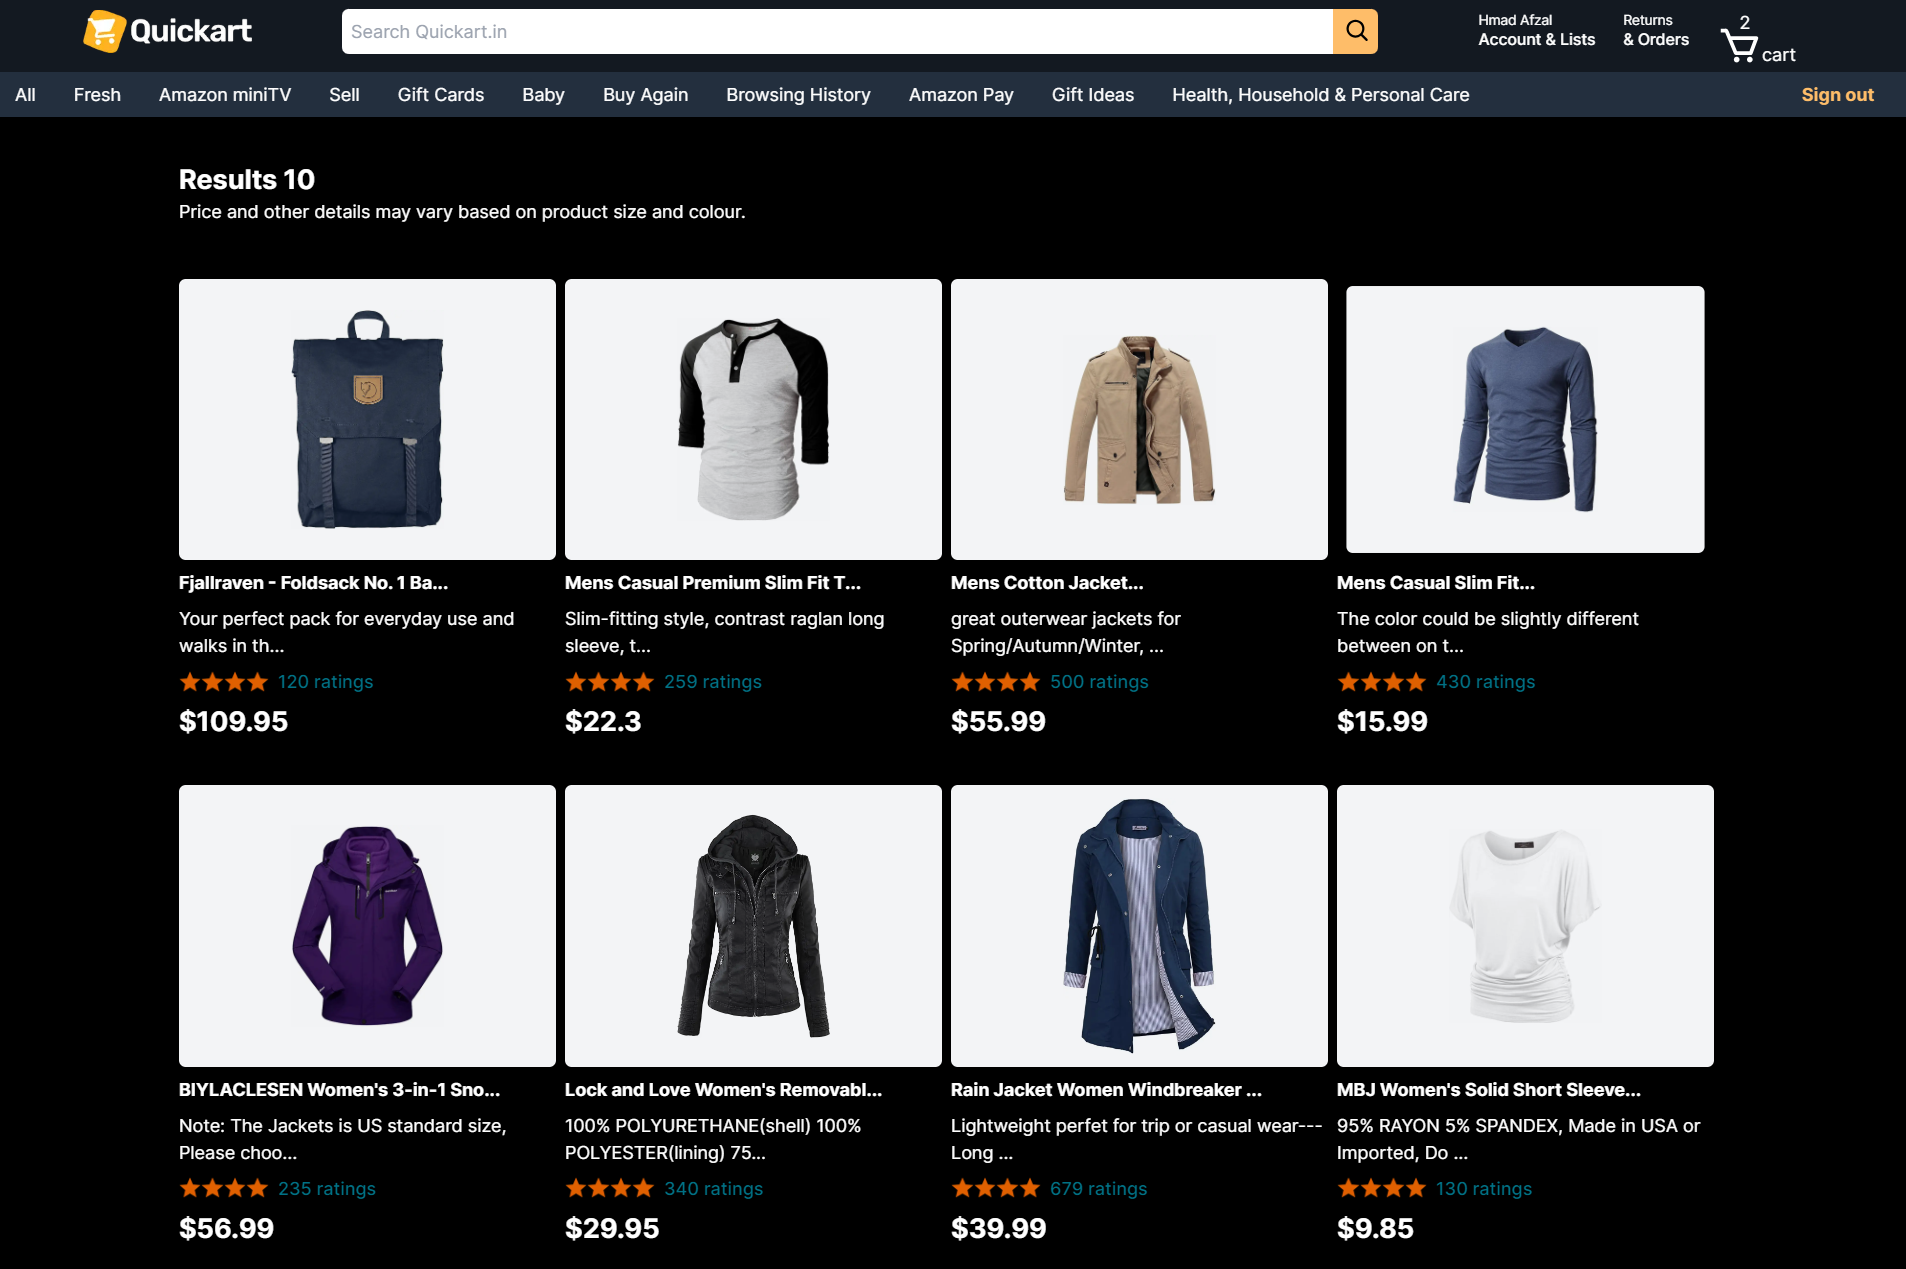 Quickart
Search Quickart.in
Hmad Afzal
Account & Lists
Returns
& Orders
2
cart
All Fresh Amazon miniTV Sell Gift Cards Baby Buy Again Browsing History Amazon Pay Gift Ideas Health, Household & Personal Care Sign out
Results 10
Price and other details may vary based on product size and colour.
Fjallraven - Foldsack No. 1 Ba...
Your perfect pack for everyday use and
walks in th...
120 ratings
$109.95
Mens Casual Premium Slim Fit T...
Slim-fitting style, contrast raglan long
sleeve, t...
259 ratings
$22.3
Mens Cotton Jacket...
great outerwear jackets for
Spring/Autumn/Winter, ...
500 ratings
$55.99
Mens Casual Slim Fit...
The color could be slightly different
between on t...
430 ratings
$15.99
BIYLACLESEN Women's 3-in-1 Sno...
Note: The Jackets is US standard size,
Please choo...
235 ratings
$56.99
Lock and Love Women's Removabl...
100% POLYURETHANE(shell) 100%
POLYESTER(lining) 75...
340 ratings
$29.95
Rain Jacket Women Windbreaker ...
Lightweight perfet for trip or casual wear---
Long ...
679 ratings
$39.99
MBJ Women's Solid Short Sleeve...
95% RAYON 5% SPANDEX, Made in USA or
Imported, Do ...
130 ratings
$9.85